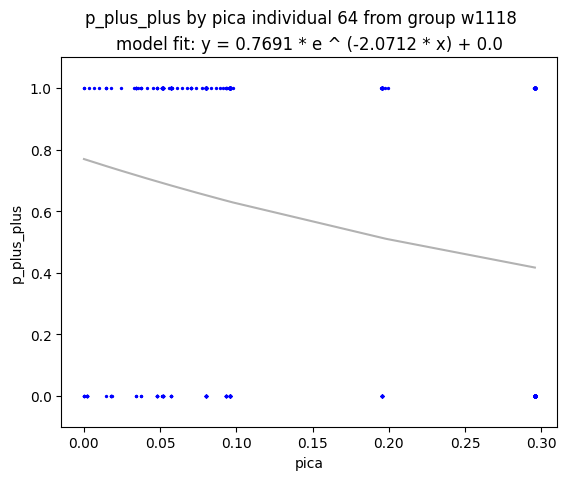 p_plus_plus by pica individual 64 from group w1118
model fit: y = 0.7691 * e ^ (-2.0712 * x) + 0.0
1.0
0.8
0.6
0.4
0.2
0.0
p_plus_plus
0.00 0.05 0.10 0.15 0.20 0.25 0.30
pica